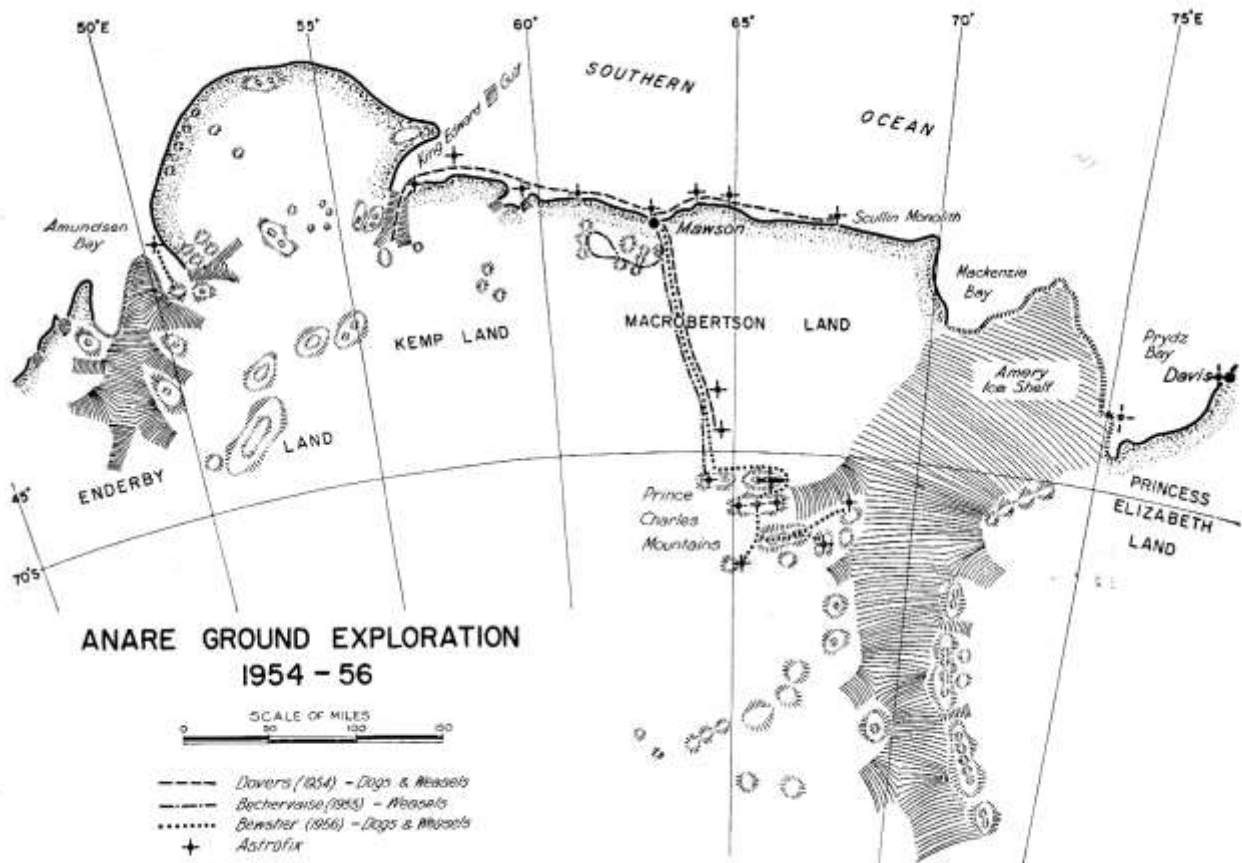 50°E
55°
60°
65°
70°
75°E
SOUTHERN
OCEAN
King Edward Gulf
Amundsen
Bay
Mawson
Scullin Monolith
Mackenzie
Bay
Prydz
Bay
Davis
KEMP LAND
MACROBERTSON LAND
Amery
Ice Shelf
ENDERBY
LAND
PRINCESS
ELIZABETH
LAND
Prince
Charles
Mountains
45°
70°S
ANARE GROUND EXPLORATION
1954 - 56
SCALE OF MILES
0 50 100 150
Dovers (1954) - Dogs & Weasels
Bechervaise (1955) - Weasels
Bewsher (1956) - Dogs & Weasels
Astrofix